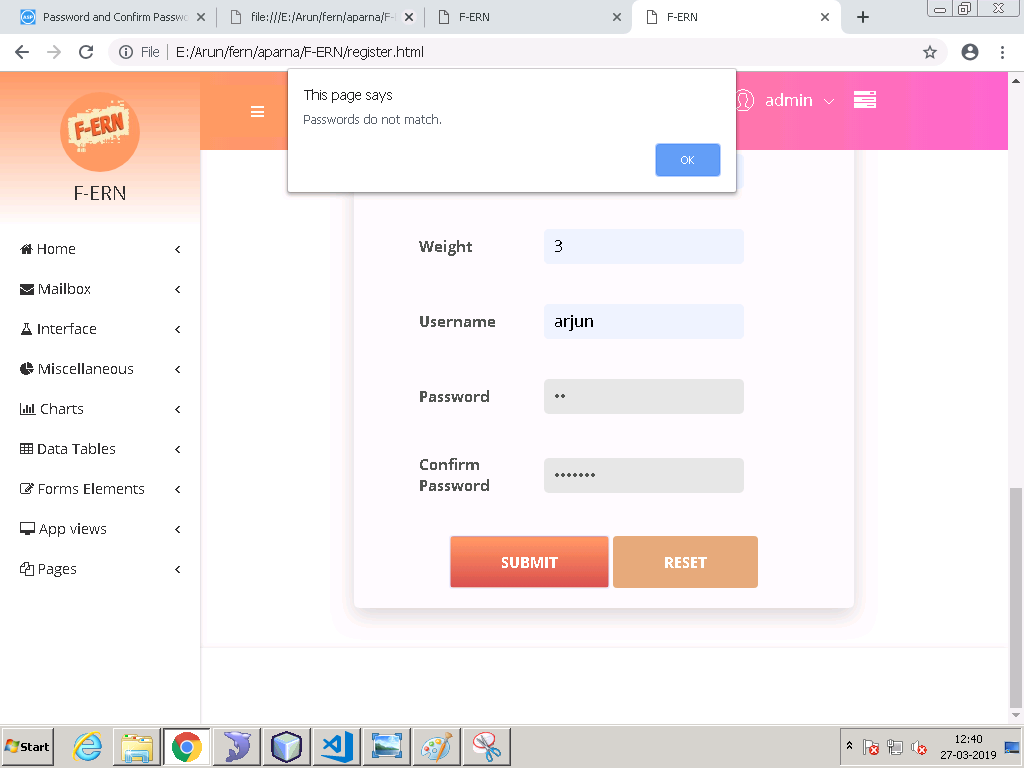 Password and Confirm Passwo
file:///E:/Arun/fern/aparna/F-
F-ERN
F-ERN
File
E:/Arun/fern/aparna/F-ERN/register.html
This page says
Passwords do not match.
OK
F-ERN
F-ERN
admin
Home
Mailbox
Interface
Miscellaneous
Charts
Data Tables
Forms Elements
App views
Pages
Weight
3
Username
arjun
Password
••
Confirm
Password
•••••••
SUBMIT
RESET
Start
12:40
27-03-2019